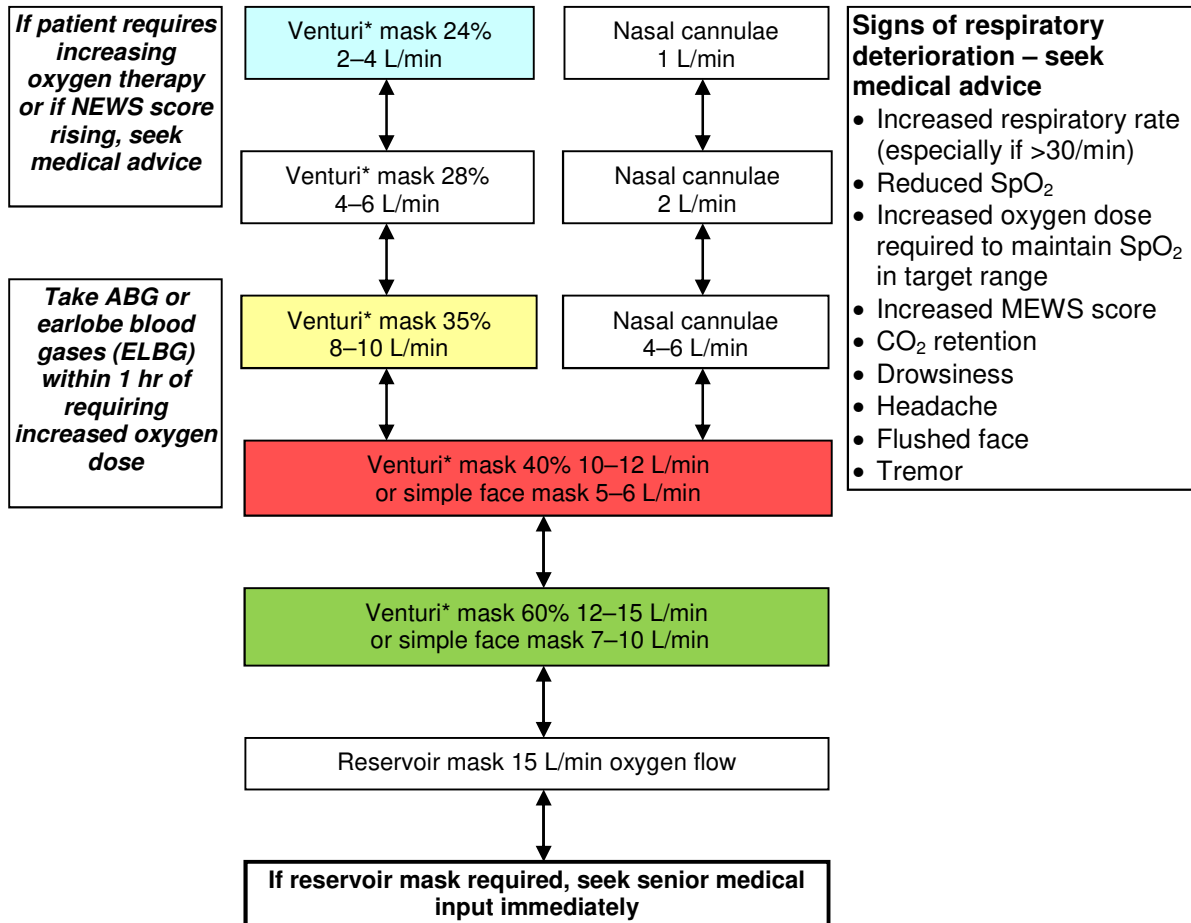 If patient requires
increasing
oxygen therapy
or if NEWS score
rising, seek
medical advice
Venturi* mask 24%
2–4 L/min
Nasal cannulae
1 L/min
Venturi* mask 28%
4–6 L/min
Nasal cannulae
2 L/min
Take ABG or
earlobe blood
gases (ELBG)
within 1 hr of
requiring
increased oxygen
dose
Venturi* mask 35%
8–10 L/min
Nasal cannulae
4–6 L/min
Venturi* mask 40% 10–12 L/min
or simple face mask 5–6 L/min
Venturi* mask 60% 12–15 L/min
or simple face mask 7–10 L/min
Reservoir mask 15 L/min oxygen flow
If reservoir mask required, seek senior medical
input immediately
Signs of respiratory
deterioration – seek
medical advice
• Increased respiratory rate
(especially if >30/min)
• Reduced SpO₂
• Increased oxygen dose
required to maintain SpO₂
in target range
• Increased MEWS score
• CO₂ retention
• Drowsiness
• Headache
• Flushed face
• Tremor